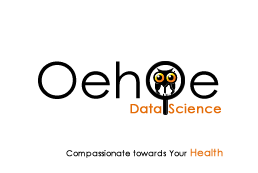 Oehoe
Data Science
Compassionate towards Your Health